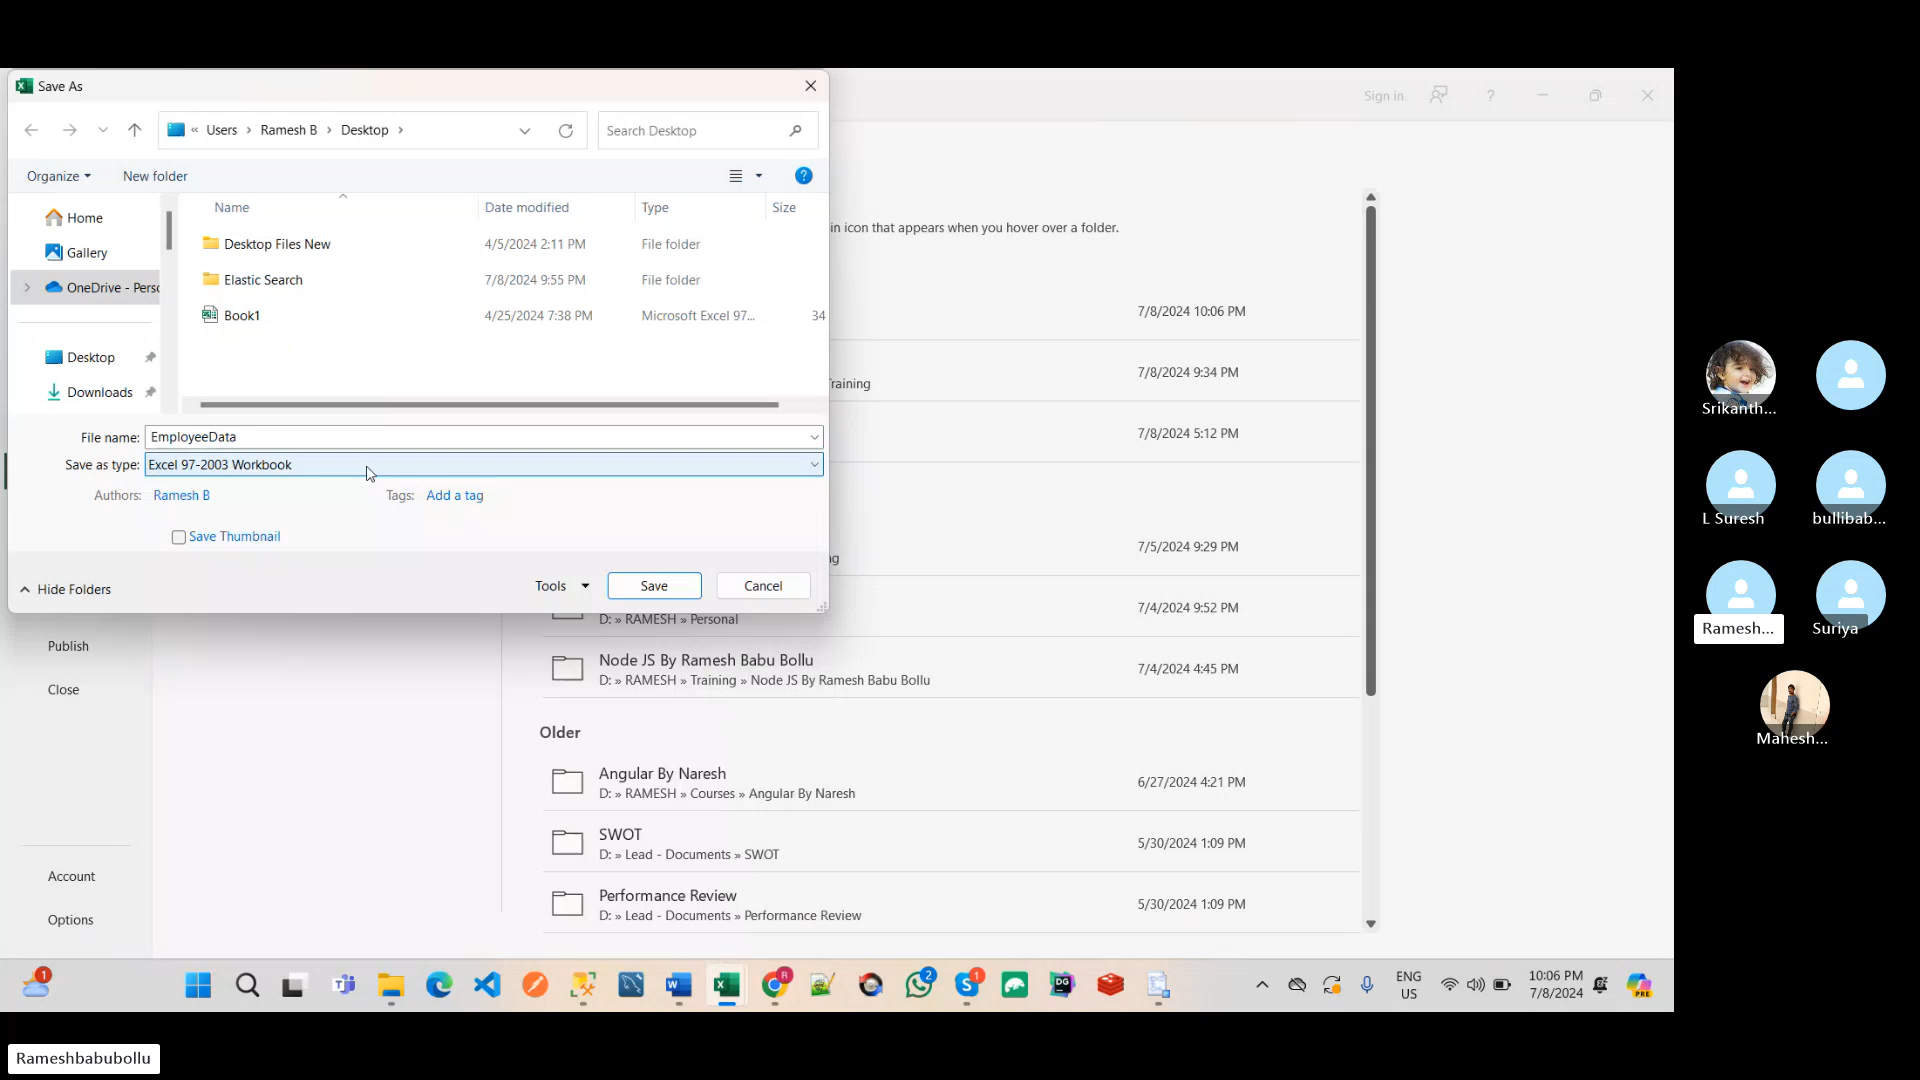 Save As
Sign in
?
« Users › Ramesh B › Desktop ›
Search Desktop
Organize
New folder
?
Home
Gallery
OneDrive - Perso
Desktop
Downloads
Name Date modified Type Size
Desktop Files New 4/5/2024 2:11 PM File folder
Elastic Search 7/8/2024 9:55 PM File folder
Book1 4/25/2024 7:38 PM Microsoft Excel 97... 34
File name: EmployeeData
Save as type: Excel 97-2003 Workbook
Authors: Ramesh B Tags: Add a tag
Save Thumbnail
Hide Folders
Tools
Save
Cancel
in icon that appears when you hover over a folder.
7/8/2024 10:06 PM
raining
7/8/2024 9:34 PM
7/8/2024 5:12 PM
ng
7/5/2024 9:29 PM
D: » RAMESH » Personal
7/4/2024 9:52 PM
Node JS By Ramesh Babu Bollu
D: » RAMESH » Training » Node JS By Ramesh Babu Bollu
7/4/2024 4:45 PM
Older
Angular By Naresh
D: » RAMESH » Courses » Angular By Naresh
6/27/2024 4:21 PM
SWOT
D: » Lead - Documents » SWOT
5/30/2024 1:09 PM
Performance Review
D: » Lead - Documents » Performance Review
5/30/2024 1:09 PM
Publish
Close
Account
Options
Srikanth...
L Suresh
bullibab...
Ramesh...
Suriya
Mahesh...
1
R
2
1
DG
ENG
US
10:06 PM
7/8/2024
PRE
Rameshbabubollu